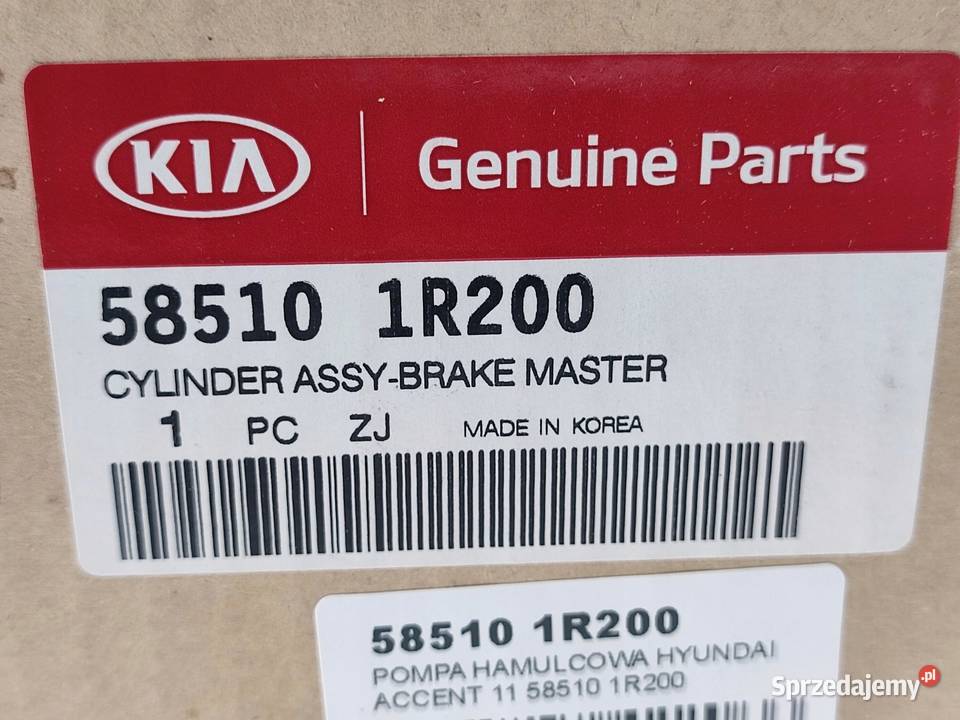 KIA Genuine Parts
58510 1R200
CYLINDER ASSY-BRAKE MASTER
1 PC ZJ MADE IN KOREA
58510 1R200
POMPA HAMULCOWA HYUNDAI
ACCENT 11 58510 1R200
Sprzedajemy.pl